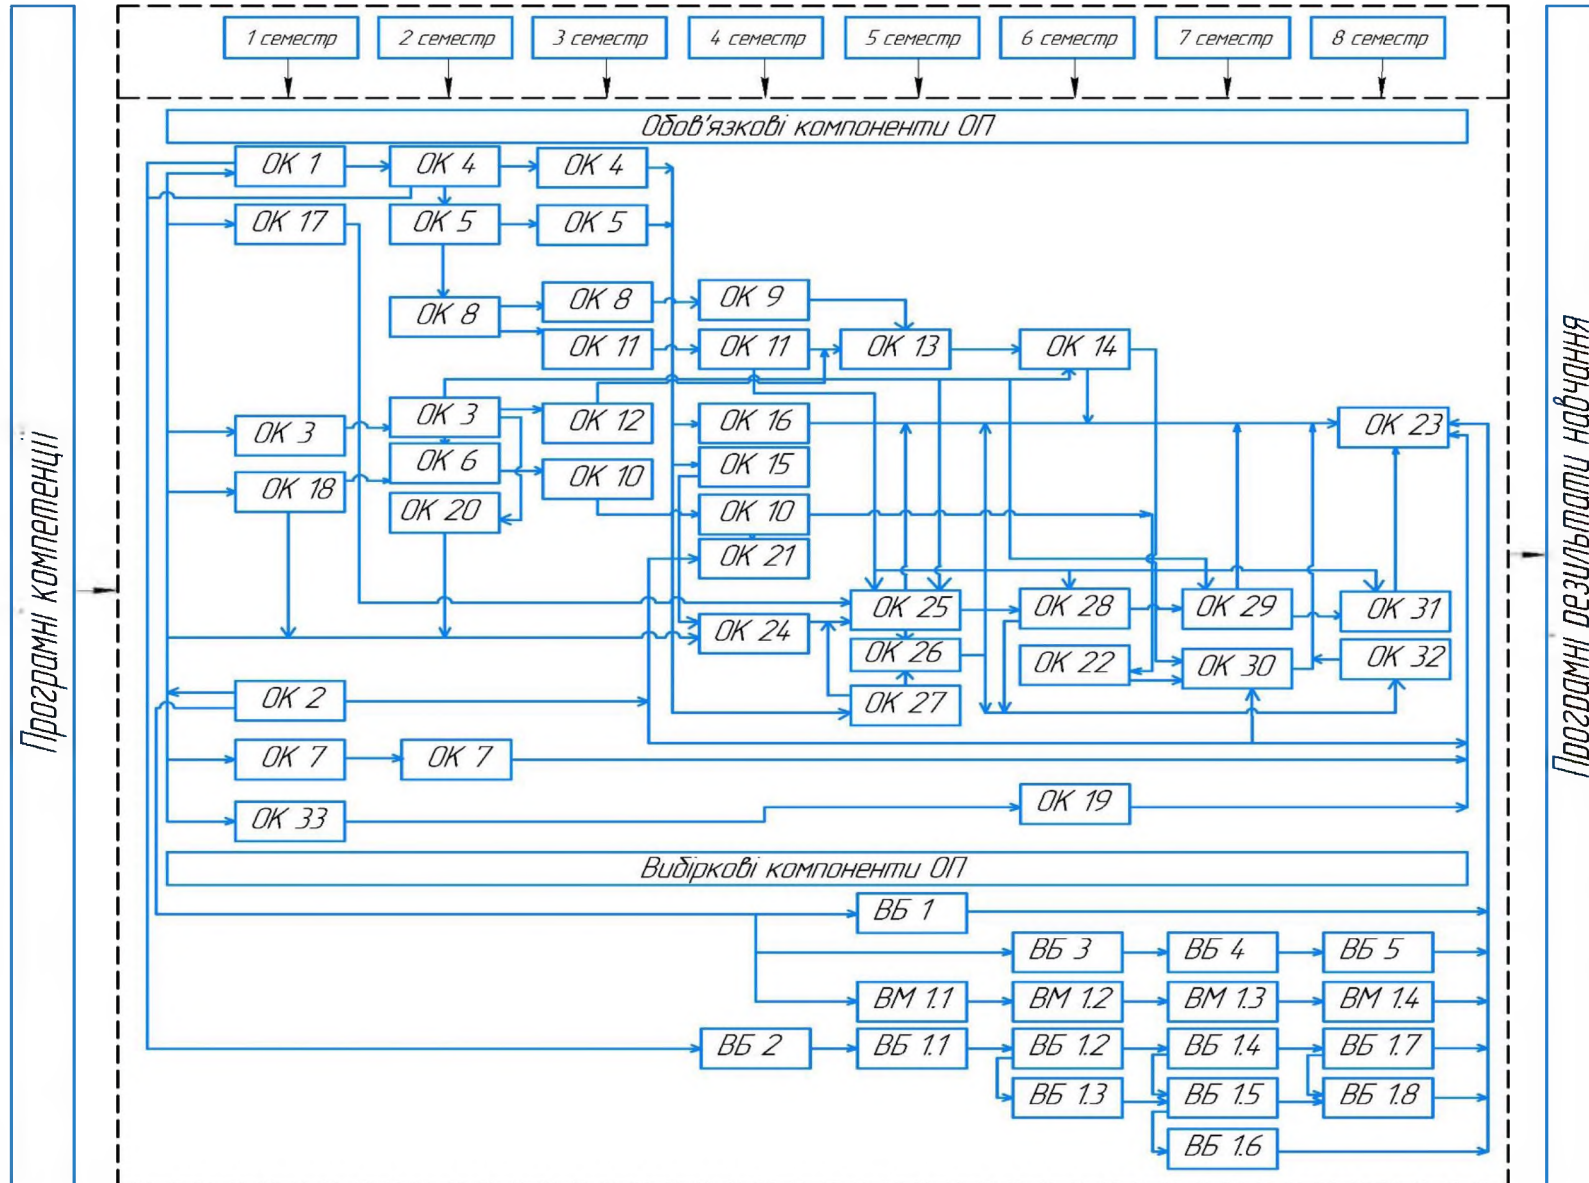 1 семестр
2 семестр
3 семестр
4 семестр
5 семестр
6 семестр
7 семестр
8 семестр
Обов'язкові компоненти ОП
ОК 1
ОК 4
ОК 4
ОК 17
ОК 5
ОК 5
ОК 8
ОК 8
ОК 9
ОК 11
ОК 11
ОК 13
ОК 14
ОК 3
ОК 3
ОК 12
ОК 16
ОК 23
ОК 18
ОК 6
ОК 10
ОК 15
ОК 20
ОК 10
ОК 21
ОК 24
ОК 25
ОК 28
ОК 29
ОК 31
ОК 26
ОК 22
ОК 30
ОК 32
ОК 2
ОК 27
ОК 7
ОК 7
ОК 33
ОК 19
Вибіркові компоненти ОП
ВБ 1
ВБ 3
ВБ 4
ВБ 5
ВМ 1.1
ВМ 1.2
ВМ 1.3
ВМ 1.4
ВБ 2
ВБ 1.1
ВБ 1.2
ВБ 1.4
ВБ 1.7
ВБ 1.3
ВБ 1.5
ВБ 1.8
ВБ 1.6
Програмні компетенції
Програмні результати навчання